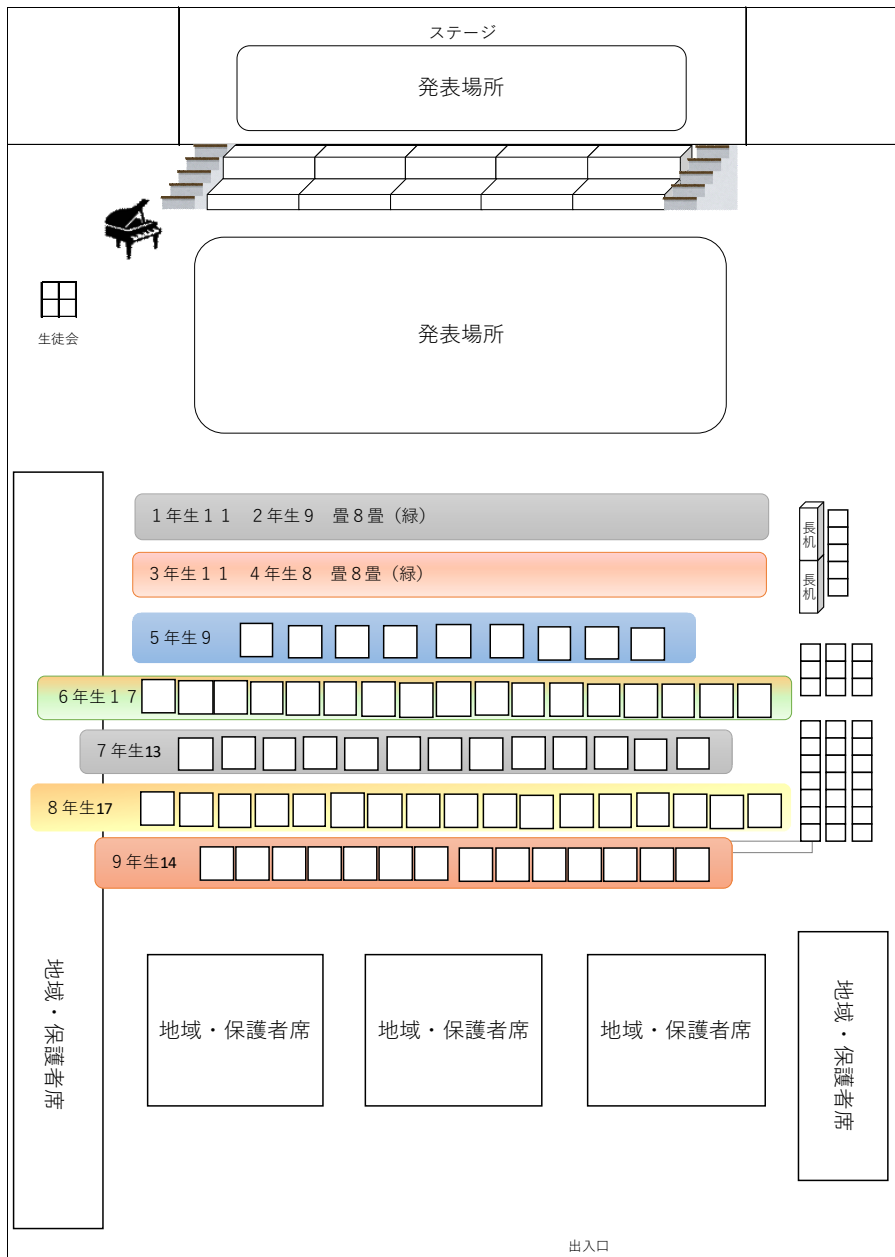 ステージ
発表場所
発表場所
生徒会
1年生11　2年生9　畳8畳（緑）
3年生11　4年生8　畳8畳（緑）
長机
長机
5年生9
6年生17
7年生13
8年生17
9年生14
地域・保護者席
地域・保護者席
地域・保護者席
地域・保護者席
地域・保護者席
出入口